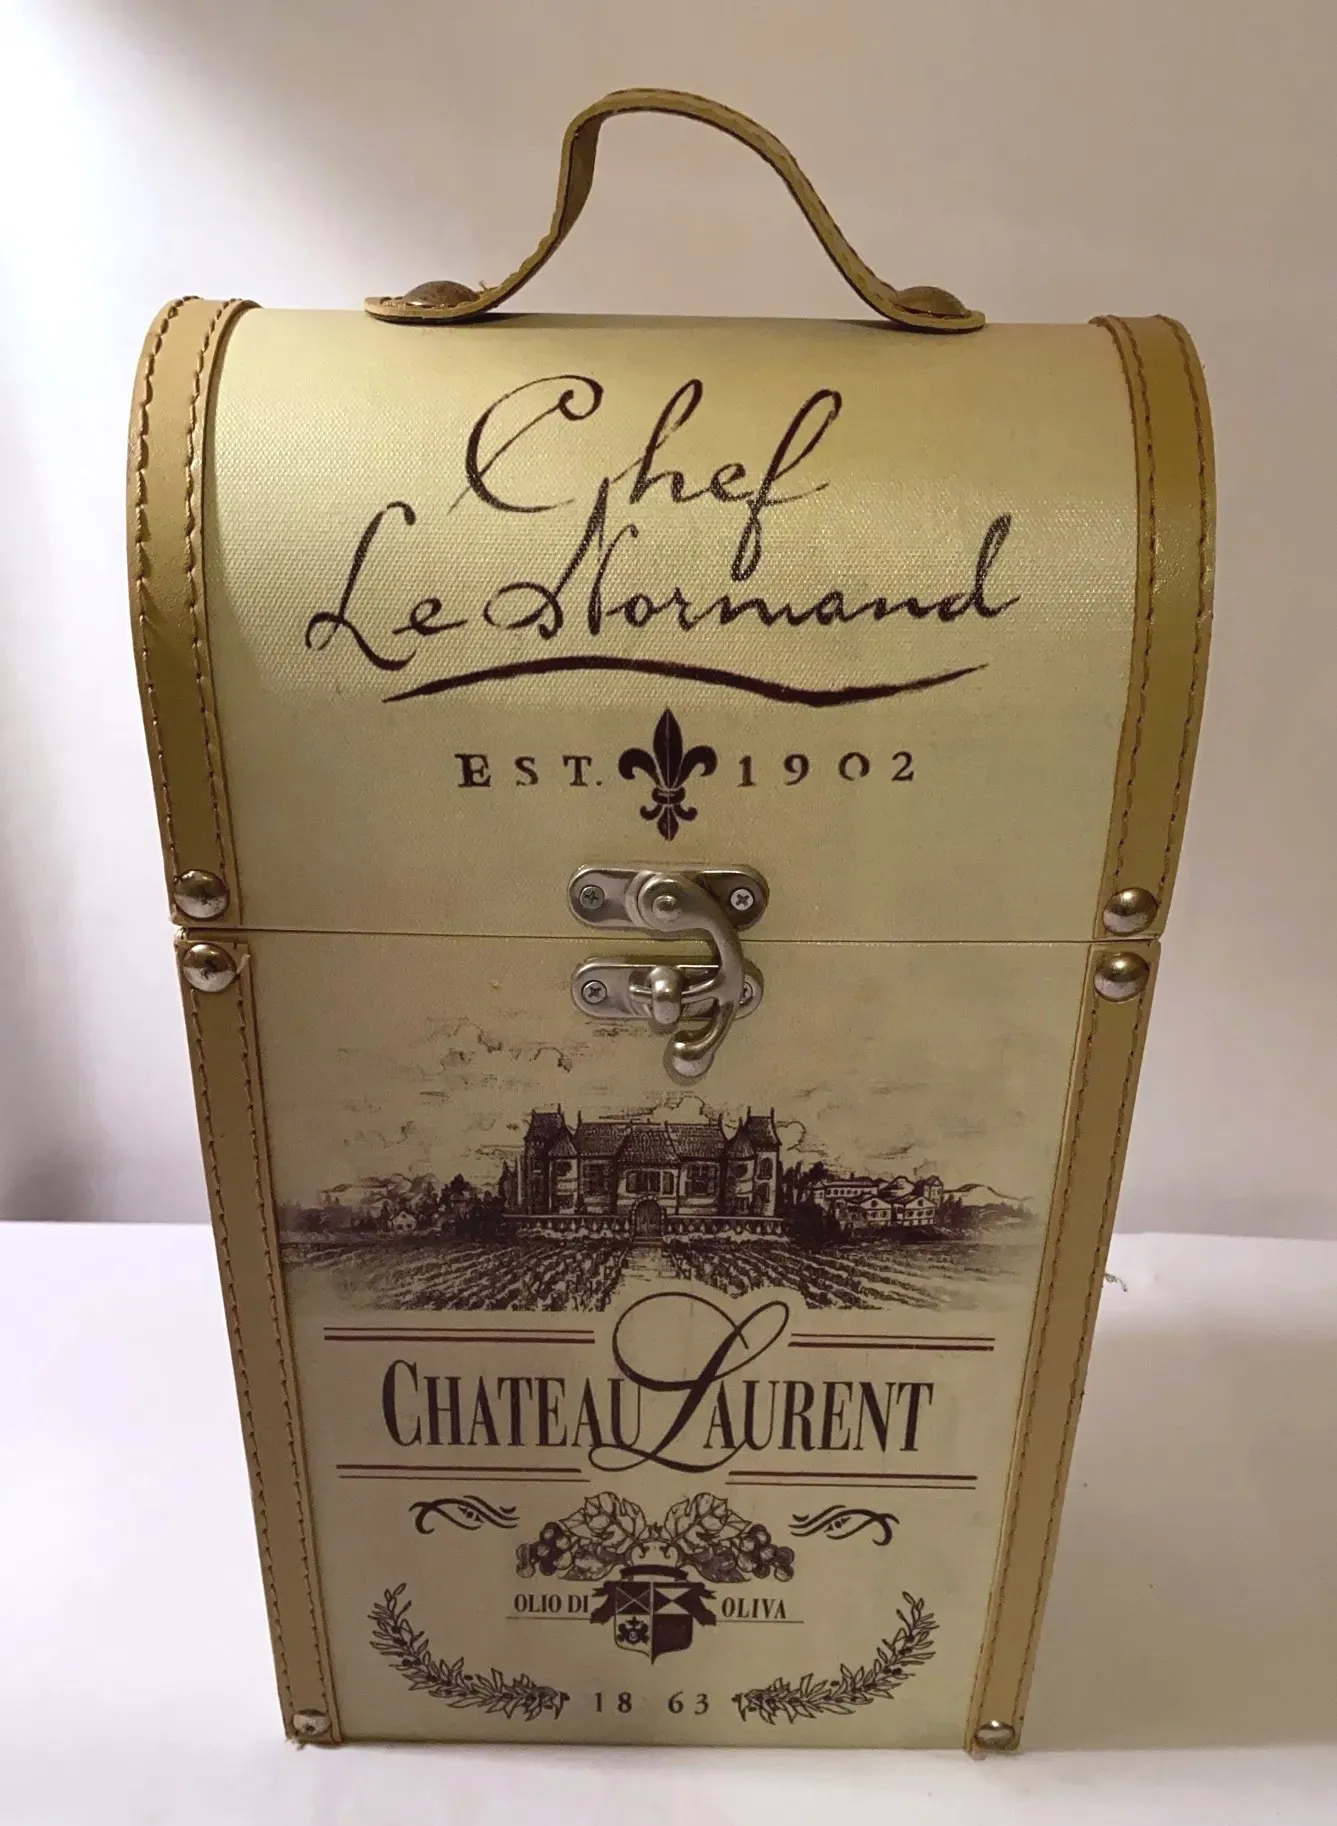 Chef
Le Normand
EST. 1902
CHATEAU LAURENT
OLIO DI OLIVA
18 63